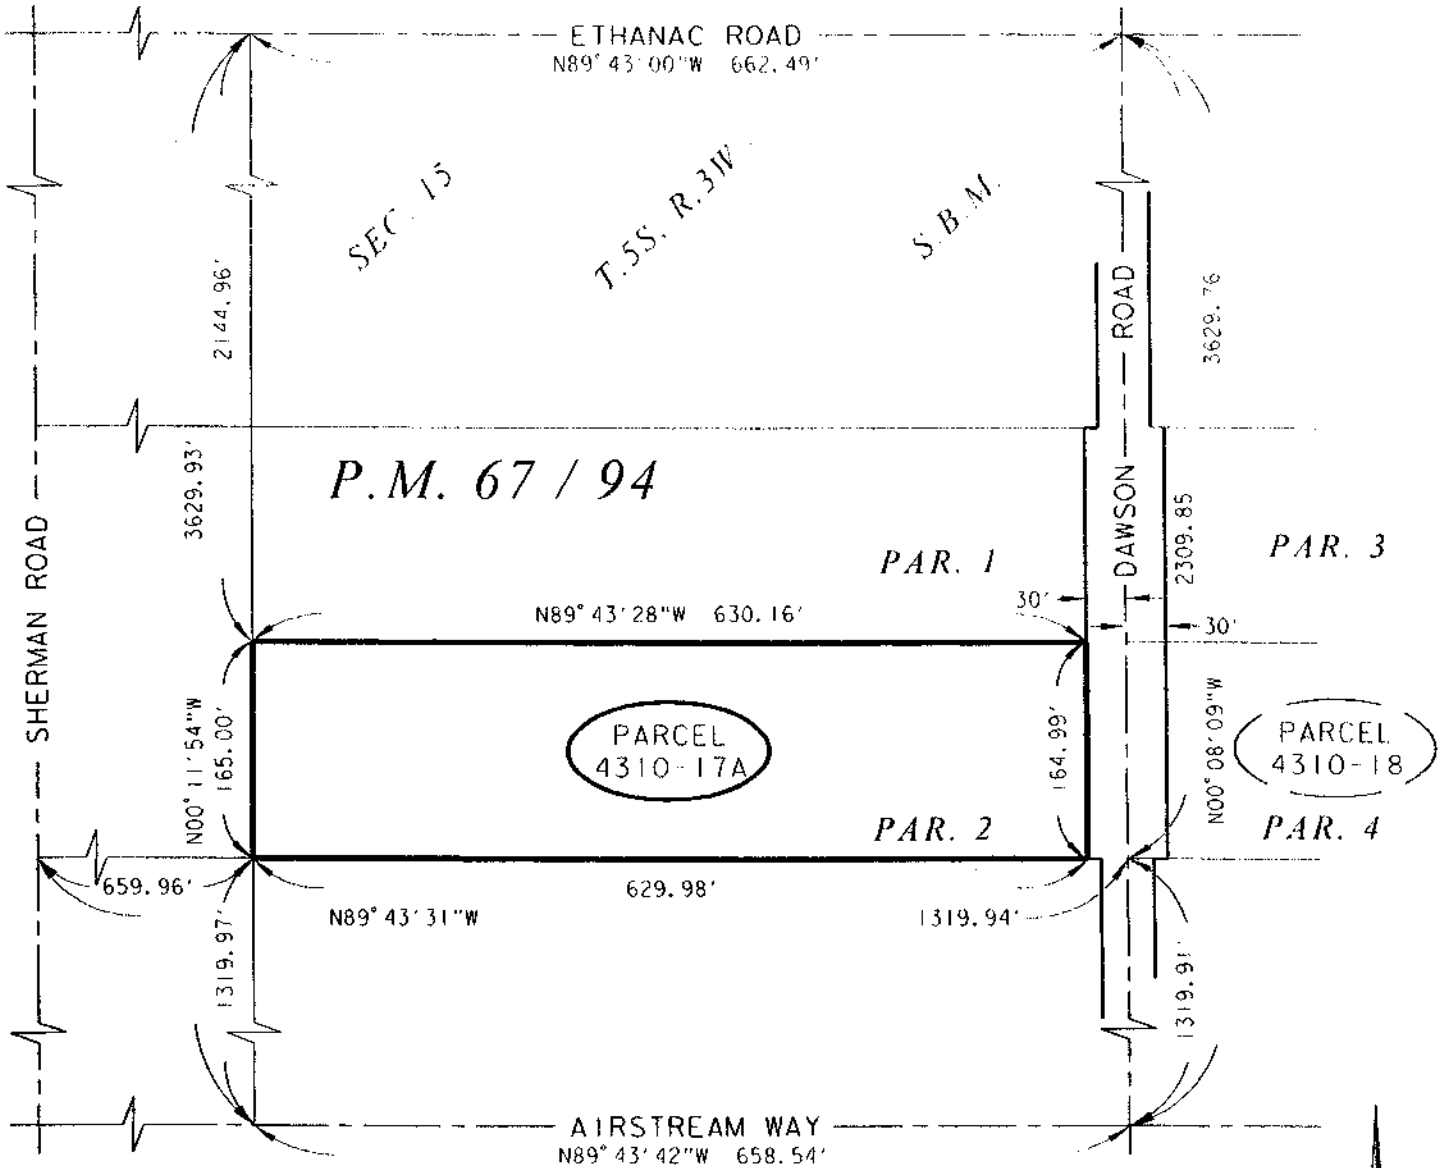 ETHANAC ROAD
N89°43'00"W 662.49'
SEC. 15
T.5S. R.3W
S.B.M.
2144.96'
ROAD
3629.76
P.M. 67 / 94
3629.93'
SHERMAN ROAD
DAWSON
2309.85
PAR. 1
PAR. 3
30'
N89°43'28"W 630.16'
30'
N00°11'54"W
165.00'
PARCEL
4310-17A
164.99'
N00°08'09"W
PARCEL
4310-18
PAR. 2
PAR. 4
659.96'
629.98'
N89°43'31"W
1319.94'
1319.97'
1319.91'
AIRSTREAM WAY
N89°43'42"W 658.54'